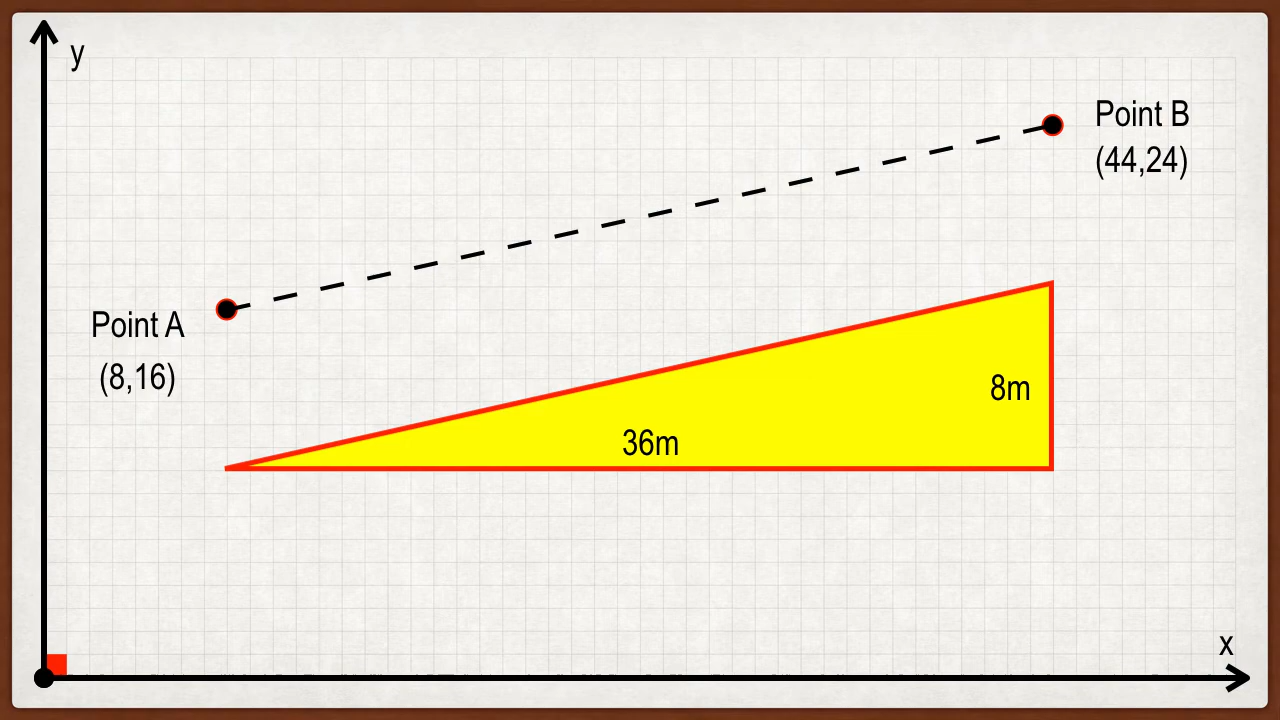 y
Point B
(44,24)
Point A
(8,16)
8m
36m
x